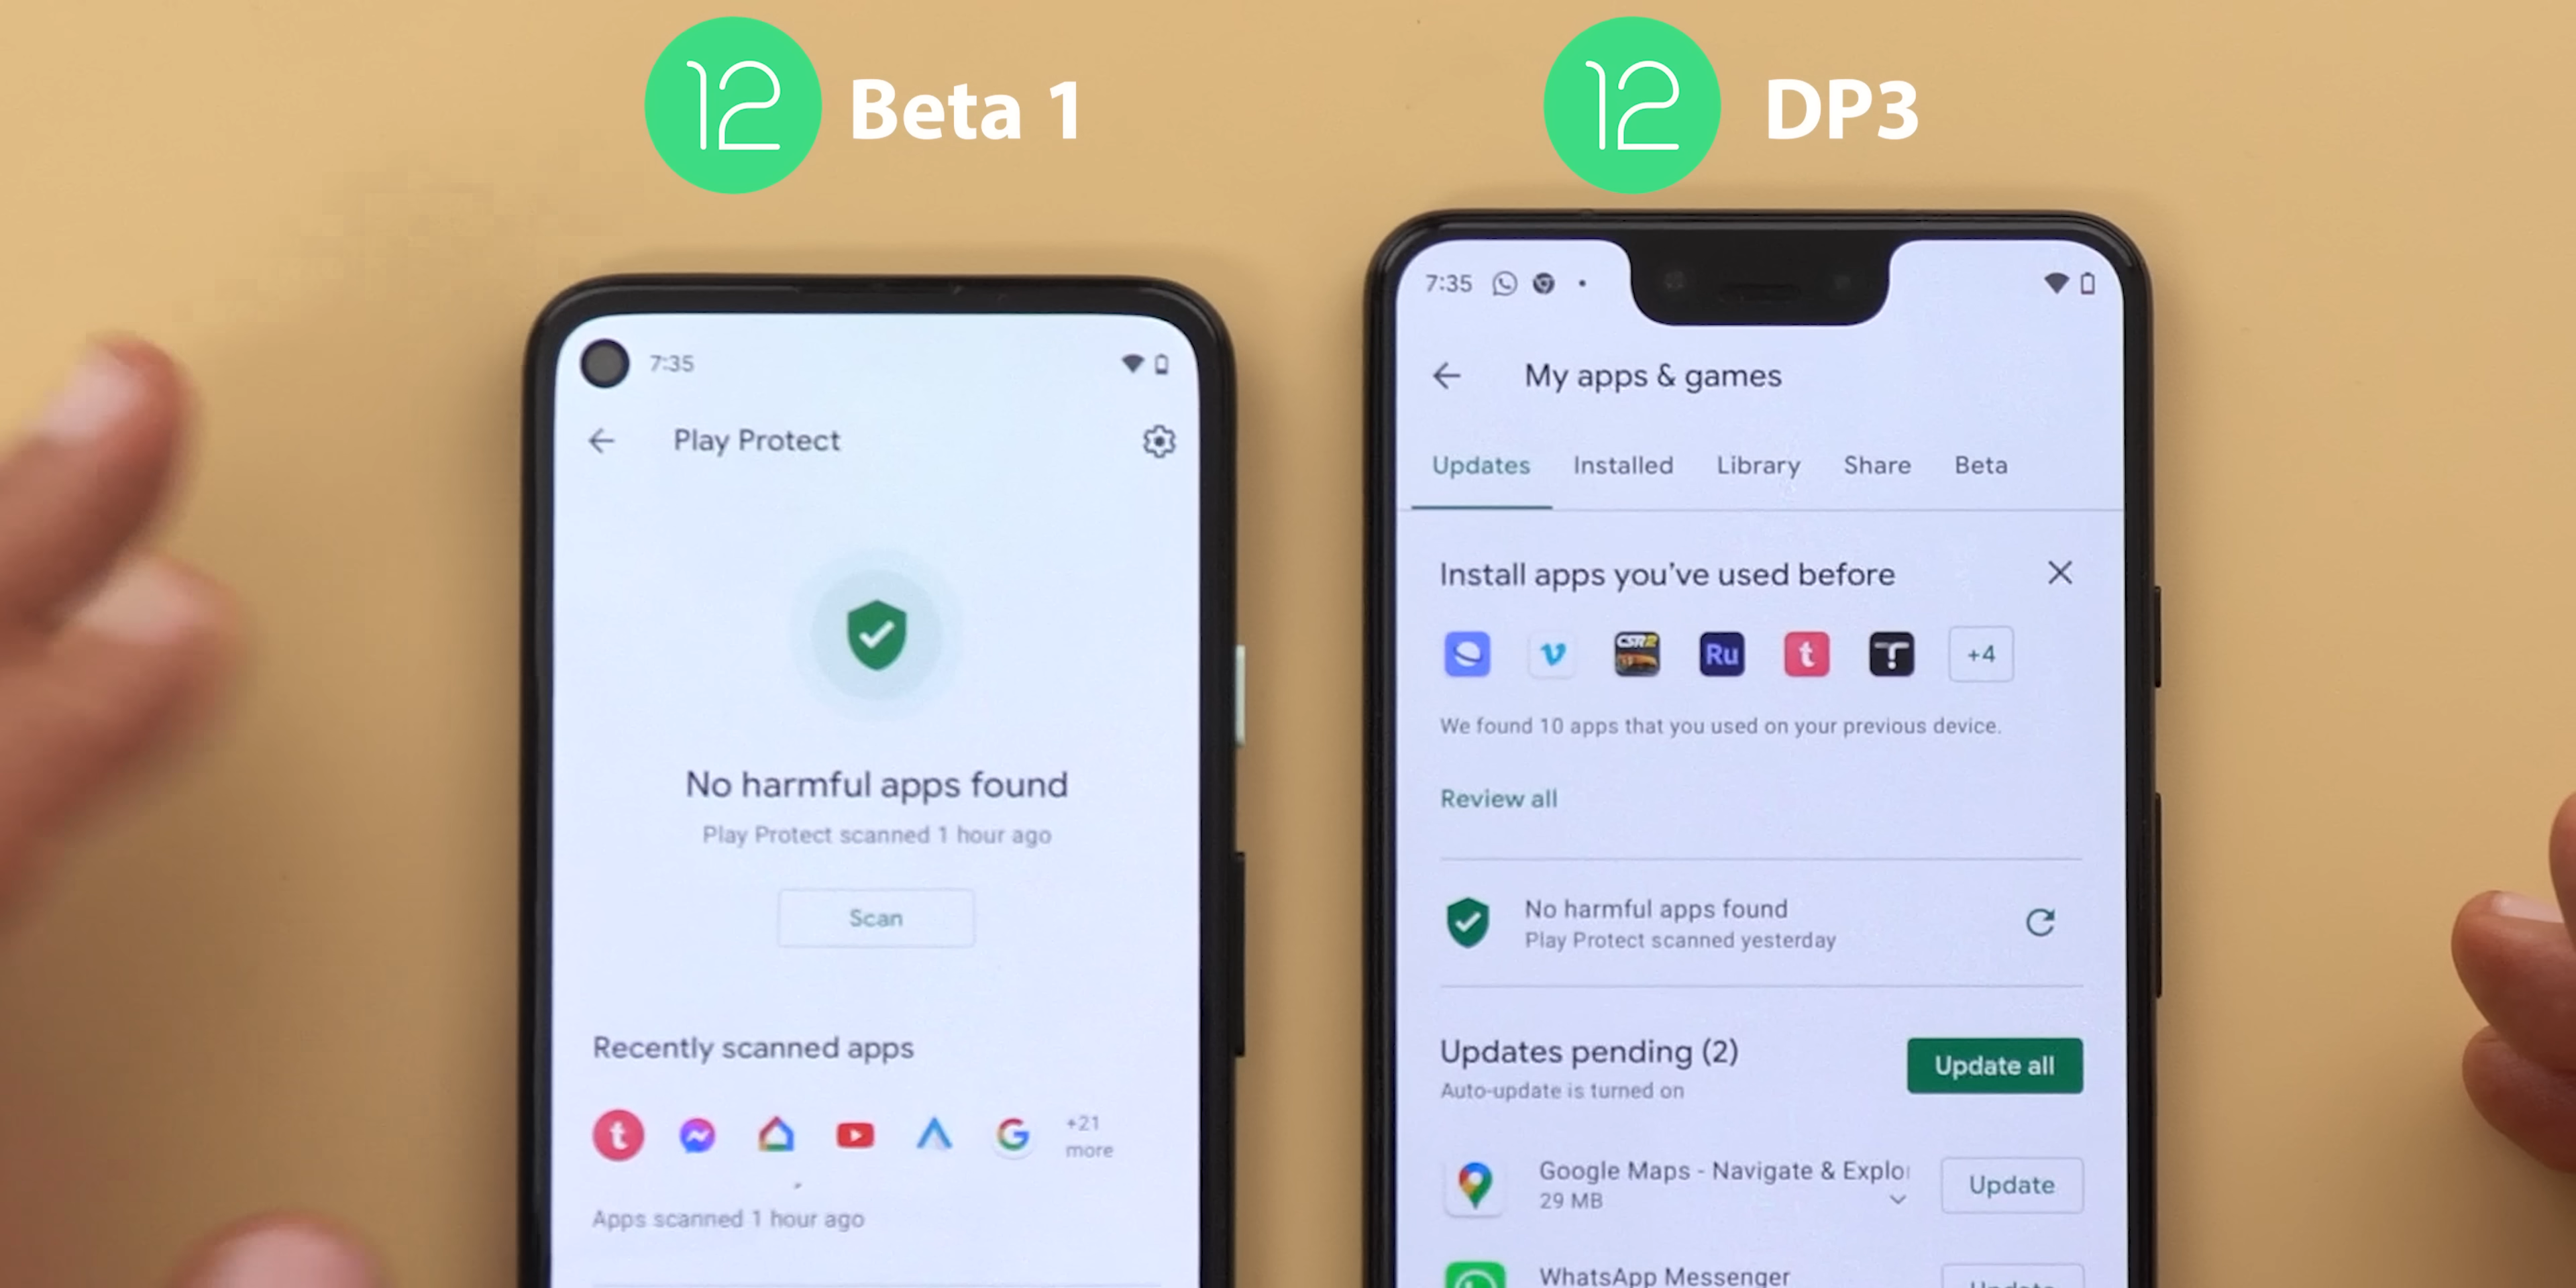 12 Beta 1
12 DP3
7:35
Play Protect
No harmful apps found
Play Protect scanned 1 hour ago
Scan
Recently scanned apps
t
G
+21
more
Apps scanned 1 hour ago
7:35
My apps & games
Updates Installed Library Share Beta
Install apps you've used before
CSR2 Ru t +4
We found 10 apps that you used on your previous device.
Review all
No harmful apps found
Play Protect scanned yesterday
Updates pending (2)
Update all
Auto-update is turned on
Google Maps - Navigate & Explo
29 MB
Update
WhatsApp Messenger
Update